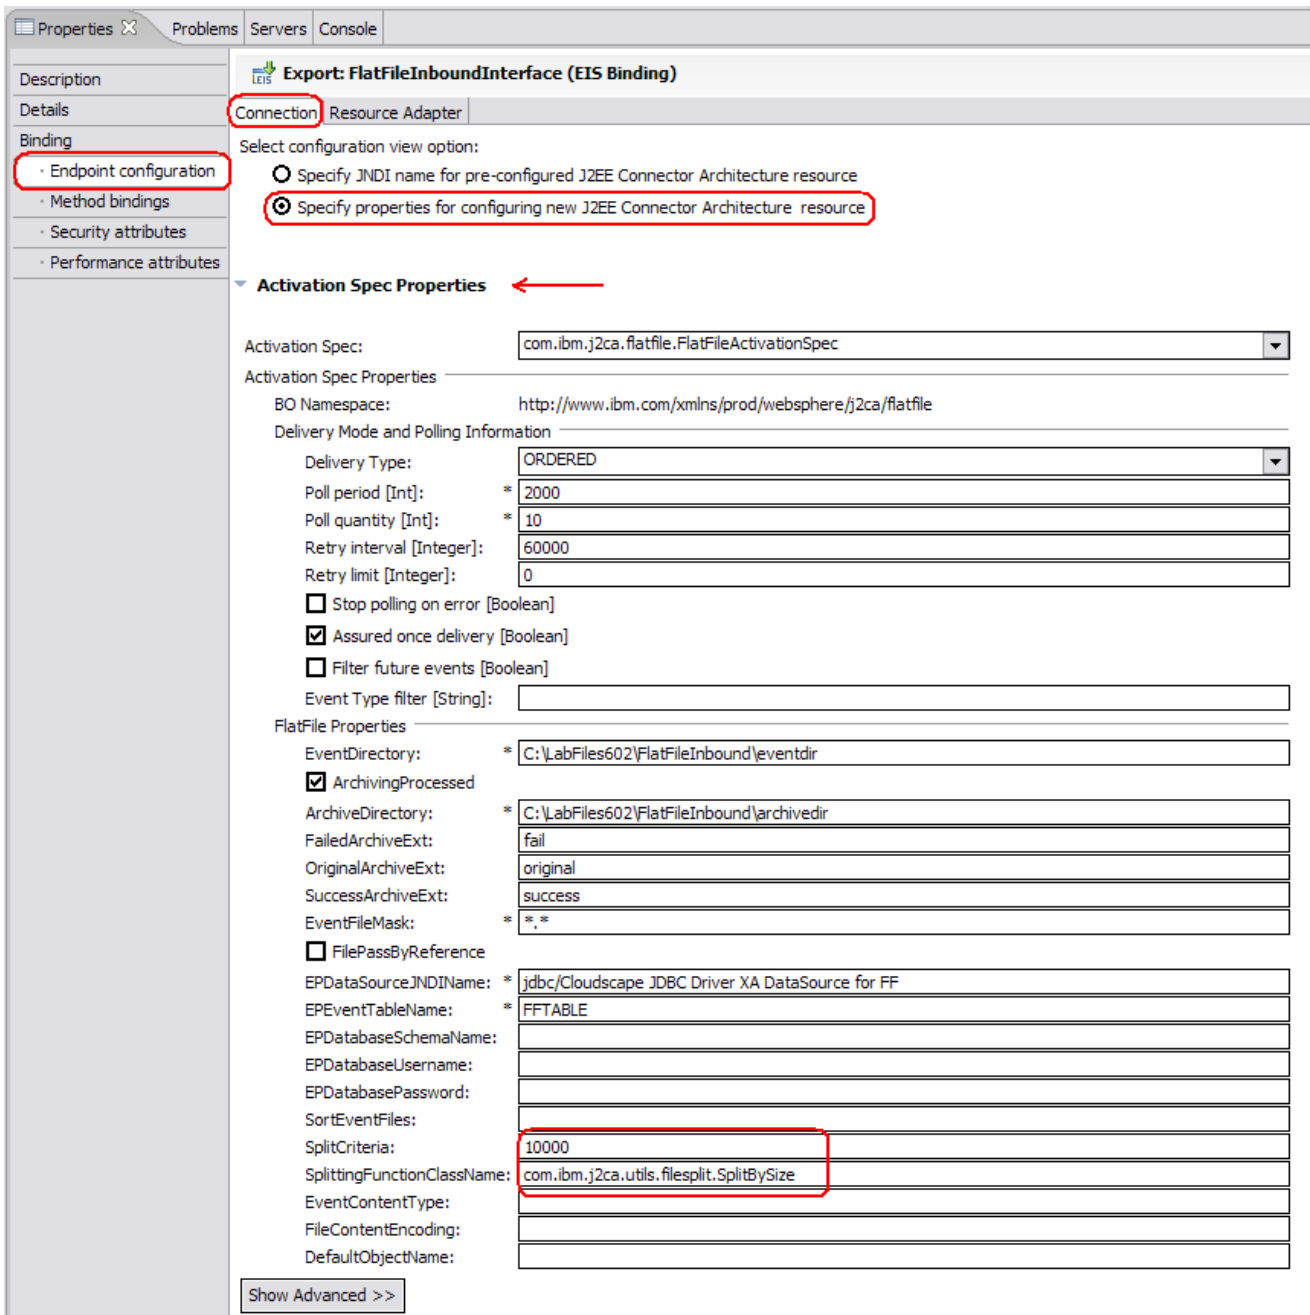 Properties Problems Servers Console
Description
Details
Binding
· Endpoint configuration
· Method bindings
· Security attributes
· Performance attributes
EIS Export: FlatFileInboundInterface (EIS Binding)
Connection Resource Adapter
Select configuration view option:
Specify JNDI name for pre-configured J2EE Connector Architecture resource
Specify properties for configuring new J2EE Connector Architecture resource
Activation Spec Properties
Activation Spec: com.ibm.j2ca.flatfile.FlatFileActivationSpec
Activation Spec Properties
BO Namespace: http://www.ibm.com/xmlns/prod/websphere/j2ca/flatfile
Delivery Mode and Polling Information
Delivery Type: ORDERED
Poll period [Int]: * 2000
Poll quantity [Int]: * 10
Retry interval [Integer]: 60000
Retry limit [Integer]: 0
Stop polling on error [Boolean]
Assured once delivery [Boolean]
Filter future events [Boolean]
Event Type filter [String]:
FlatFile Properties
EventDirectory: * C:\LabFiles602\FlatFileInbound\eventdir
ArchivingProcessed
ArchiveDirectory: * C:\LabFiles602\FlatFileInbound\archivedir
FailedArchiveExt: fail
OriginalArchiveExt: original
SuccessArchiveExt: success
EventFileMask: * *.*
FilePassByReference
EPDataSourceJNDIName: * jdbc/Cloudscape JDBC Driver XA DataSource for FF
EPEventTableName: * FFTABLE
EPDatabaseSchemaName:
EPDatabaseUsername:
EPDatabasePassword:
SortEventFiles:
SplitCriteria: 10000
SplittingFunctionClassName: com.ibm.j2ca.utils.filesplit.SplitBySize
EventContentType:
FileContentEncoding:
DefaultObjectName:
Show Advanced >>